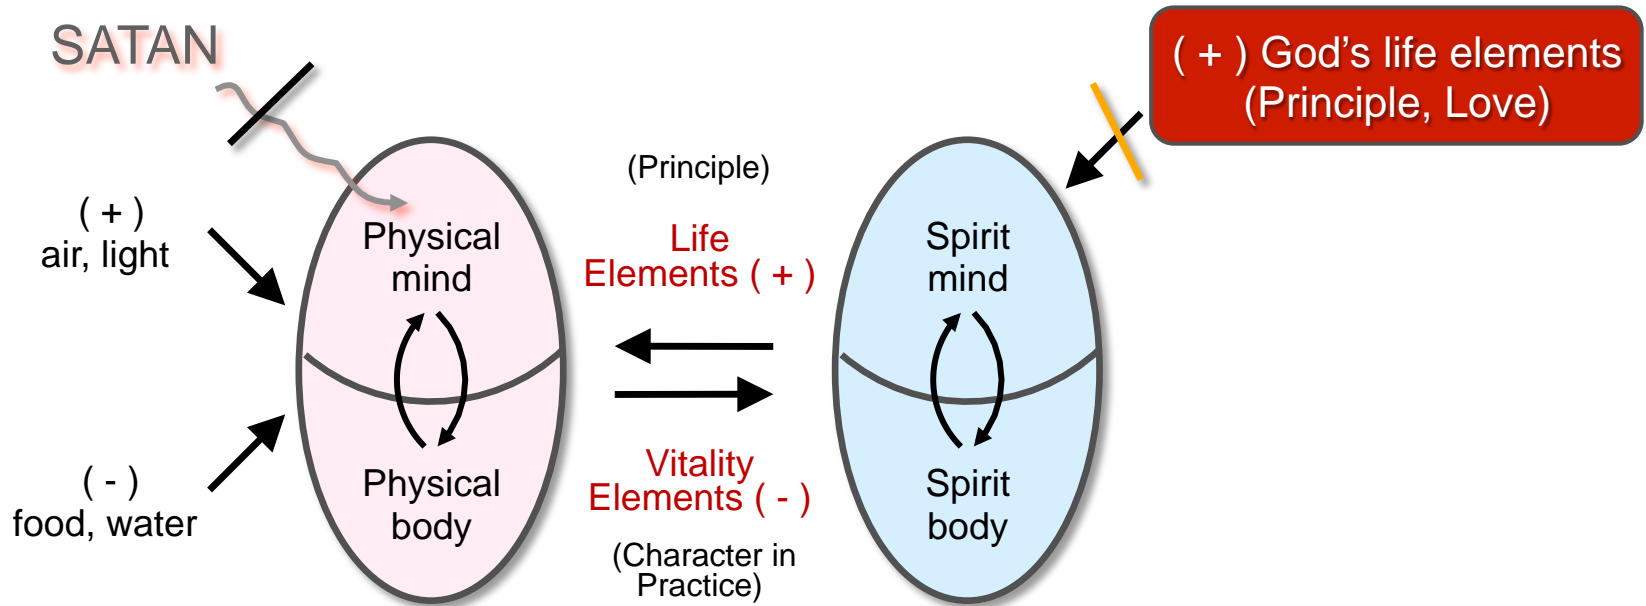 SATAN
( + ) God’s life elements
(Principle, Love)
( + )
air, light
( - )
food, water
Physical
mind
Physical
body
(Principle)
Life
Elements ( + )
Vitality
Elements ( - )
(Character in
Practice)
Spirit
mind
Spirit
body